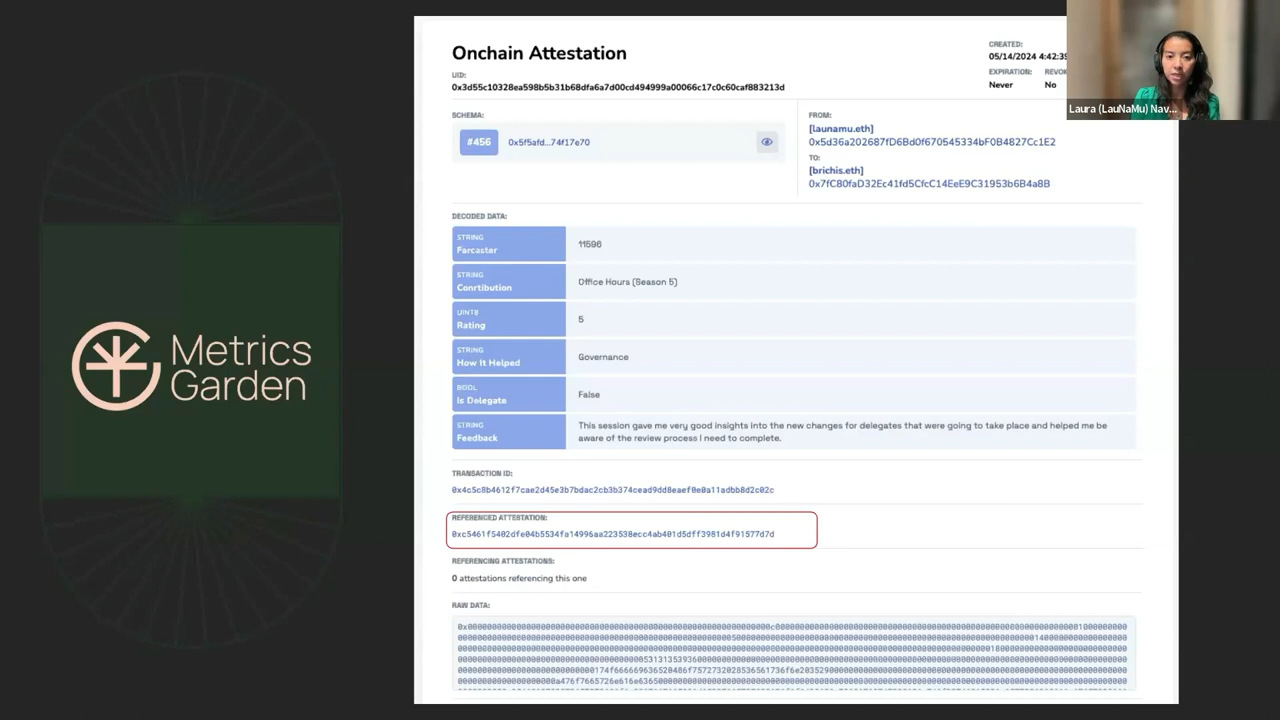 Onchain Attestation
UID:
0x3d55c10328ea598b5b31b68dfa6a7d00cd494999a00066c17c0c60caf883213d
CREATED:
05/14/2024 4:42:39
EXPIRATION: REVOK
Never No
Laura (LauNaMu) Nav...
SCHEMA:
#456 0x5f5afd...74f17e70
FROM:
[launamu.eth]
0x5d36a202687fD6Bd0f670545334bF0B4827Cc1E2
TO:
[brichis.eth]
0x7fC80faD32Ec41fd5CfcC14EeE9C31953b6B4a8B
DECODED DATA:
STRING
Farcaster
11596
STRING
Conrtibution
Office Hours (Season 5)
UINT8
Rating
5
STRING
How It Helped
Governance
BOOL
Is Delegate
False
STRING
Feedback
This session gave me very good insights into the new changes for delegates that were going to take place and helped me be
aware of the review process I need to complete.
TRANSACTION ID:
0x4c5c8b4612f7cae2d45e3b7bdac2cb3b374cead9dd8eaef0e0a11adbb8d2c02c
REFERENCED ATTESTATION:
0xc5461f5402dfe04b5534fa14996aa223538ecc4ab401d5dff3981d4f91577d7d
REFERENCING ATTESTATIONS:
0 attestations referencing this one
RAW DATA:
Metrics
Garden